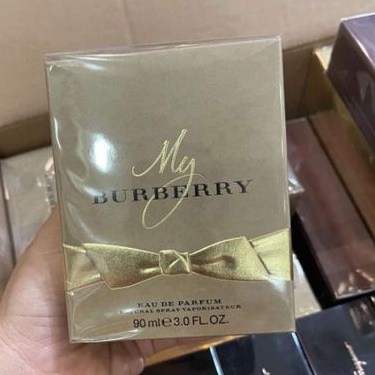 My
BURBERRY
EAU DE PARFUM
NATURAL SPRAY VAPORISATEUR
90 ml e 3.0 FL.OZ.